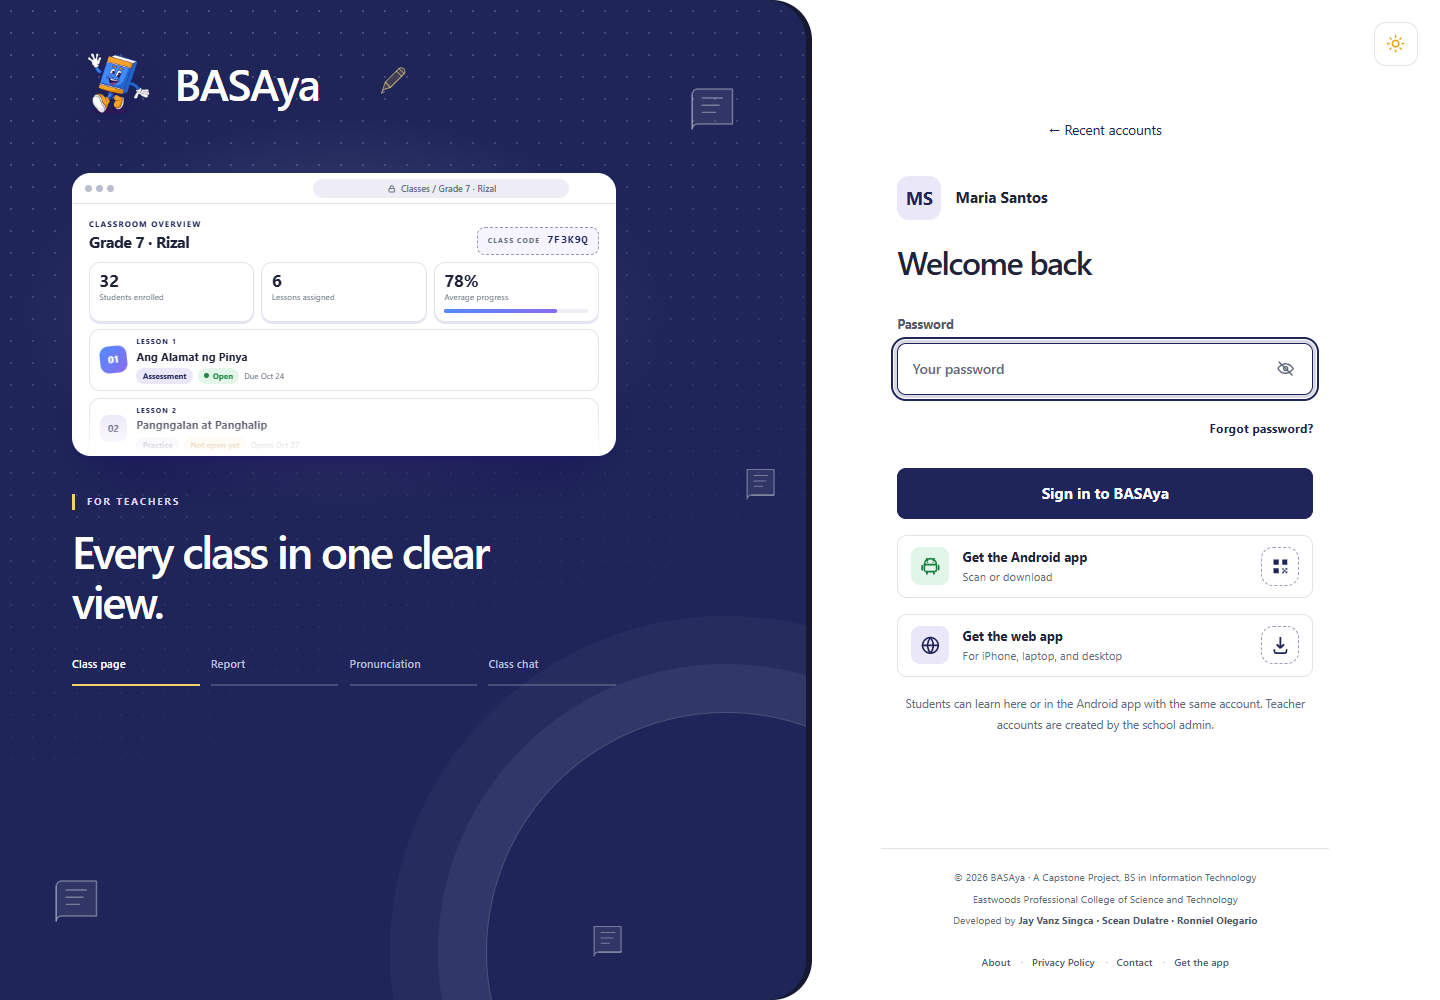 BASAya
Classes / Grade 7 · Rizal
CLASSROOM OVERVIEW
Grade 7 · Rizal
CLASS CODE 7F3K9Q
32
Students enrolled
6
Lessons assigned
78%
Average progress
LESSON 1
01
Ang Alamat ng Pinya
Assessment Open Due Oct 24
LESSON 2
02
Pangngalan at Panghalip
Practice Not open yet Opens Oct 27
FOR TEACHERS
Every class in one clear
view.
Class page Report Pronunciation Class chat
← Recent accounts
MS Maria Santos
Welcome back
Password
Your password
Forgot password?
Sign in to BASAya
Get the Android app
Scan or download
Get the web app
For iPhone, laptop, and desktop
Students can learn here or in the Android app with the same account. Teacher
accounts are created by the school admin.
© 2026 BASAya · A Capstone Project, BS in Information Technology
Eastwoods Professional College of Science and Technology
Developed by Jay Vanz Singca · Scean Dulatre · Ronniel Olegario
About · Privacy Policy · Contact · Get the app